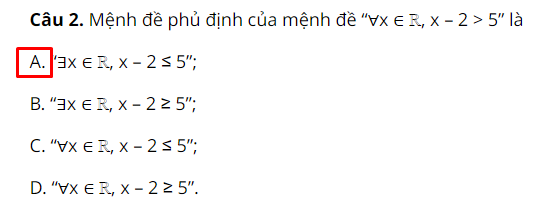 Câu 2. Mệnh đề phủ định của mệnh đề “∀x ∈ ℝ, x – 2 > 5” là
A. “∃x ∈ ℝ, x – 2 ≤ 5”;
B. “∃x ∈ ℝ, x – 2 ≥ 5”;
C. “∀x ∈ ℝ, x – 2 ≤ 5”;
D. “∀x ∈ ℝ, x – 2 ≥ 5”.